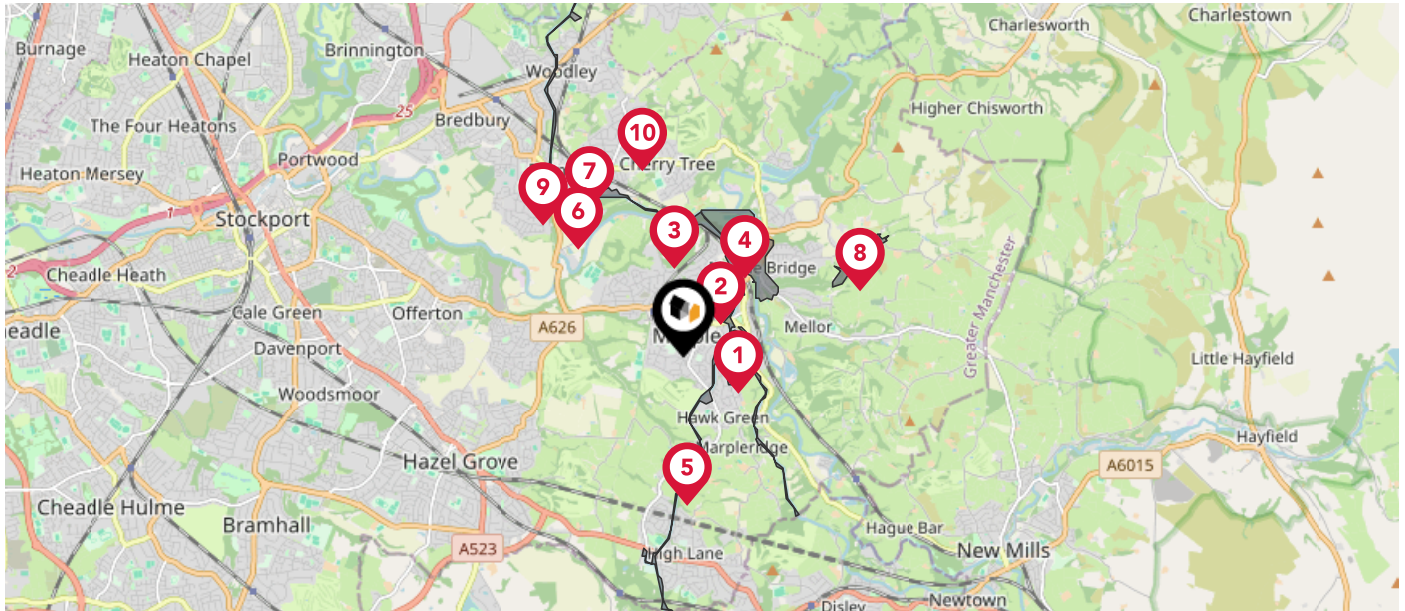 Charlestown
Charlesworth
Burnage
Brinnington
Heaton Chapel
Woodley
25
Higher Chisworth
Bredbury
The Four Heatons
10
Portwood
Cherry Tree
7
Heaton Mersey
9
1
6
Stockport
3
4
8
2
Cheadle Heath
e Bridge
2
Cale Green
Offerton
A626
Mellor
eadle
M
ple
Greater Manchester
Davenport
1
Little Hayfield
Woodsmoor
Hawk Green
Hayfield
Marpleridge
Hazel Grove
5
A6015
Cheadle Hulme
Bramhall
Hague Bar
A523
High Lane
New Mills
Newtown
Disley